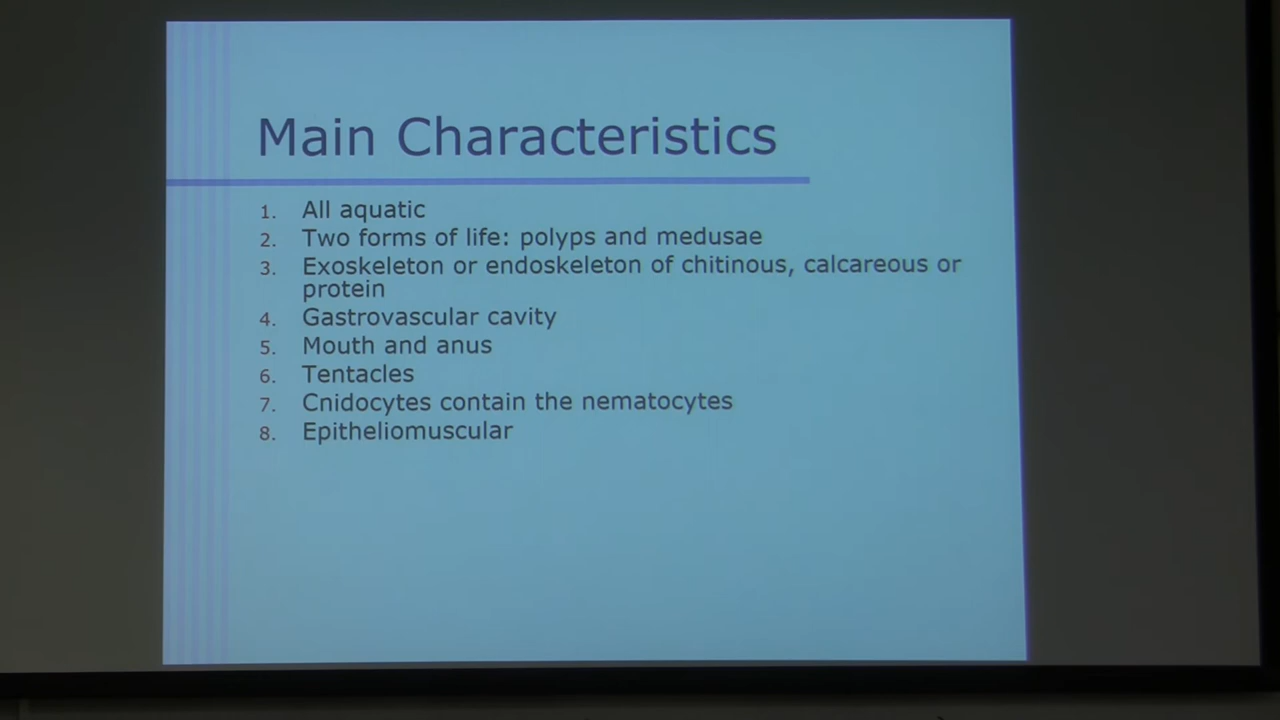 Main Characteristics
1. All aquatic
2. Two forms of life: polyps and medusae
3. Exoskeleton or endoskeleton of chitinous, calcareous or
protein
4. Gastrovascular cavity
5. Mouth and anus
6. Tentacles
7. Cnidocytes contain the nematocytes
8. Epitheliomuscular